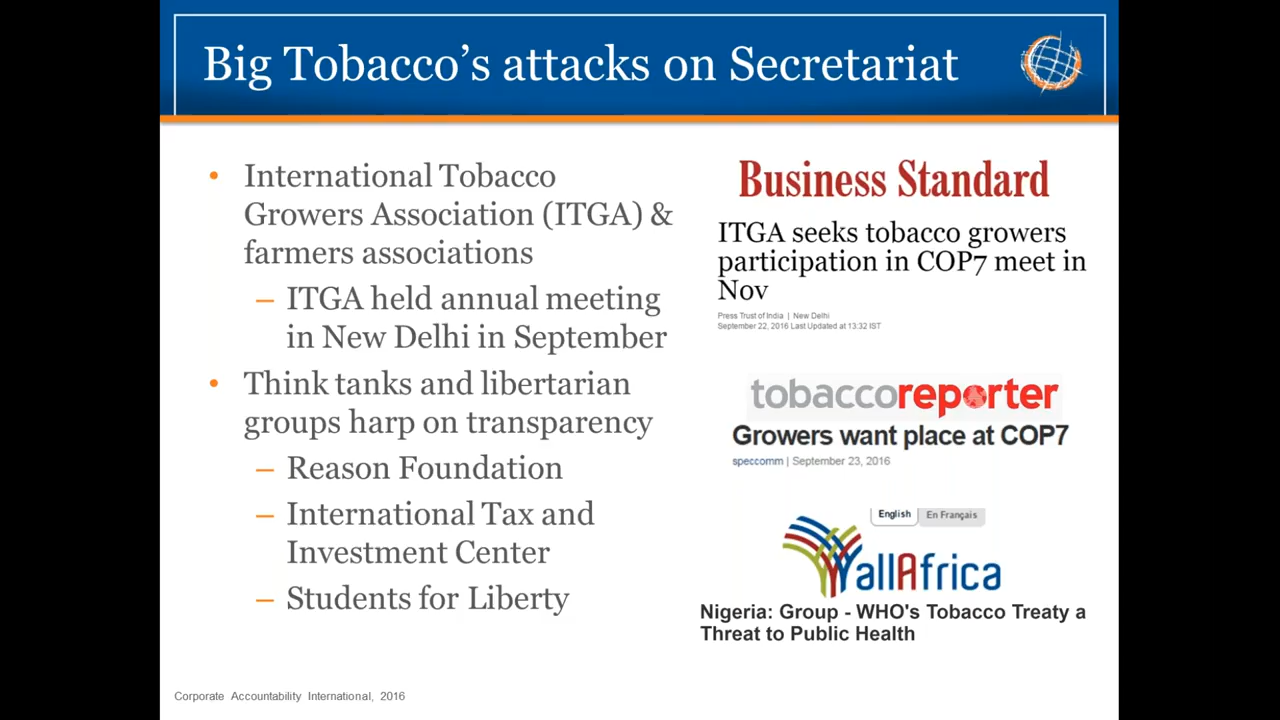 Big Tobacco's attacks on Secretariat
• International Tobacco
Growers Association (ITGA) &
farmers associations
– ITGA held annual meeting
in New Delhi in September
• Think tanks and libertarian
groups harp on transparency
– Reason Foundation
– International Tax and
Investment Center
– Students for Liberty
Business Standard
ITGA seeks tobacco growers
participation in COP7 meet in
Nov
Press Trust of India | New Delhi
September 22, 2016 Last Updated at 13:32 IST
tobaccoreporter
Growers want place at COP7
speccomm | September 23, 2016
English En Français
allAfrica
Nigeria: Group - WHO's Tobacco Treaty a
Threat to Public Health
Corporate Accountability International, 2016